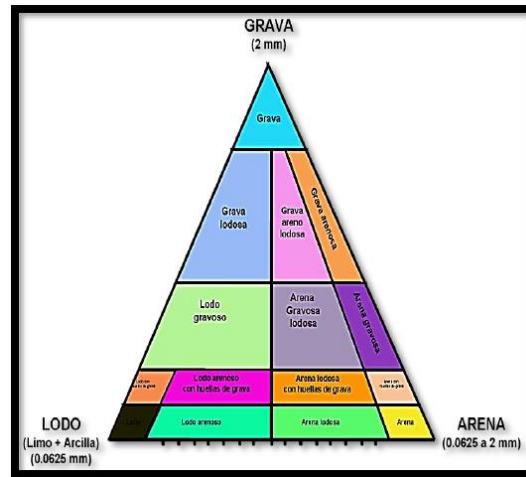 GRAVA
(2 mm)
Grava
Grava
lodosa
Grava
areno
lodosa
Grava arenosa
Lodo
gravoso
Arena
Gravosa
lodosa
Arena gravosa
Lodo arenoso
con huellas de grava
Arena lodosa
con huellas de grava
Lodo arenoso
Arena lodosa
Arena
LODO
(Limo + Arcilla)
(0.0625 mm)
ARENA
(0.0625 a 2 mm)